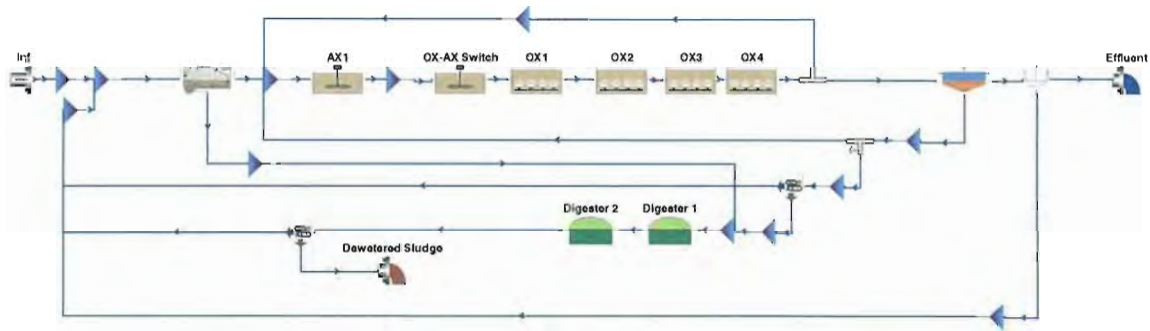 Inf
AX1
OX-AX Switch
OX1
OX2
OX3
OX4
Effluent
Digester 2
Digester 1
Dewatered Sludge